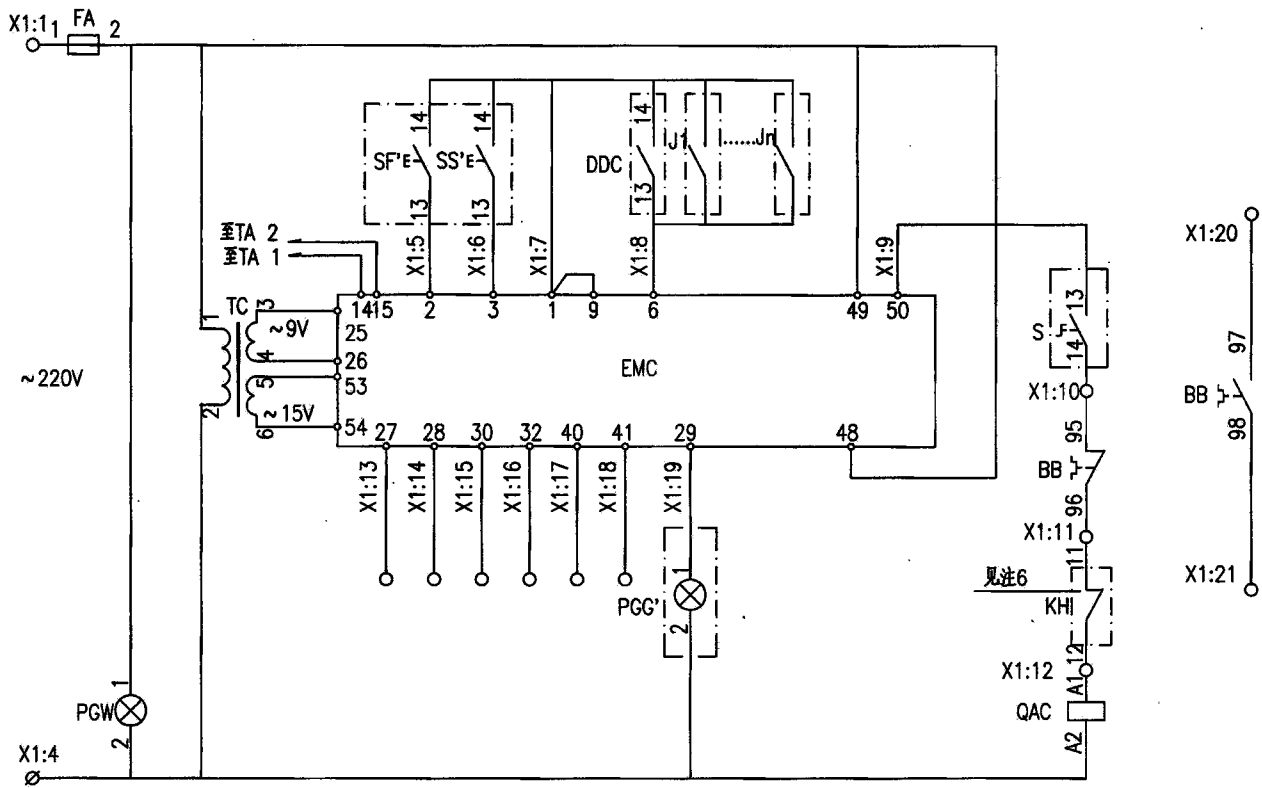 X1:1
1
FA
2
14
14
SF'E
SS'E
13
13
14
DDC
13
J1
......Jn
至TA 2
至TA 1
X1:5
X1:6
X1:7
X1:8
X1:9
X1:20
TC
1
2
3
~9V
4
5
~15V
6
14
15
2
3
1
9
6
49
50
25
26
53
54
EMC
~220V
13
S
14
X1:10
95
BB
96
X1:11
97
BB
98
27
28
30
32
40
41
29
48
X1:13
X1:14
X1:15
X1:16
X1:17
X1:18
X1:19
11
见注6
KH
12
X1:21
1
PGG'
2
X1:12
A1
QAC
A2
1
PGW
2
X1:4